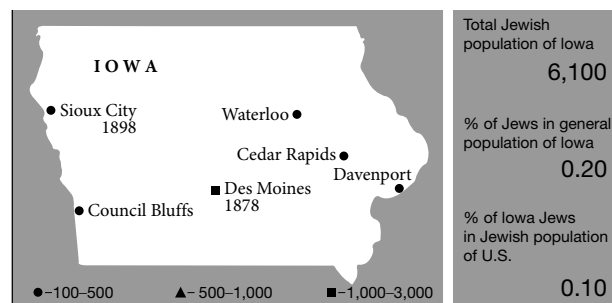 IOWA
Sioux City
1898
Waterloo
Cedar Rapids
Davenport
Des Moines
1878
Council Bluffs
●–100–500 ▲–500–1,000 ■–1,000–3,000
Total Jewish
population of Iowa
6,100
% of Jews in general
population of Iowa
0.20
% of Iowa Jews
in Jewish population
of U.S.
0.10